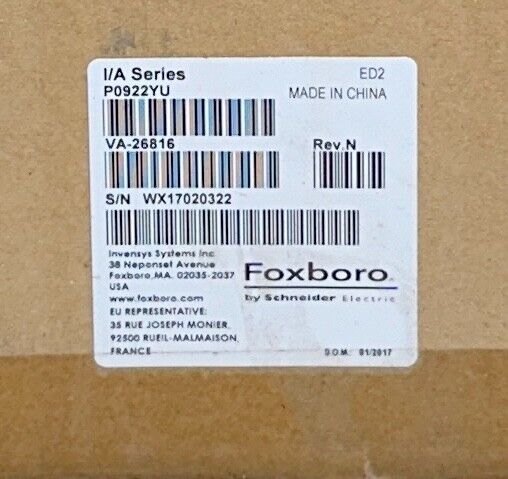 I/A Series
ED2
P0922YU
MADE IN CHINA
VA-26816
Rev.N
S/N WX17020322
Invensys Systems Inc.
38 Neponset Avenue
Foxboro,MA. 02035-2037
USA
www.foxboro.com
Foxboro
by Schneider Electric
EU REPRESENTATIVE:
35 RUE JOSEPH MONIER,
92500 RUEIL-MALMAISON,
FRANCE
D.O.M.: 01/2017